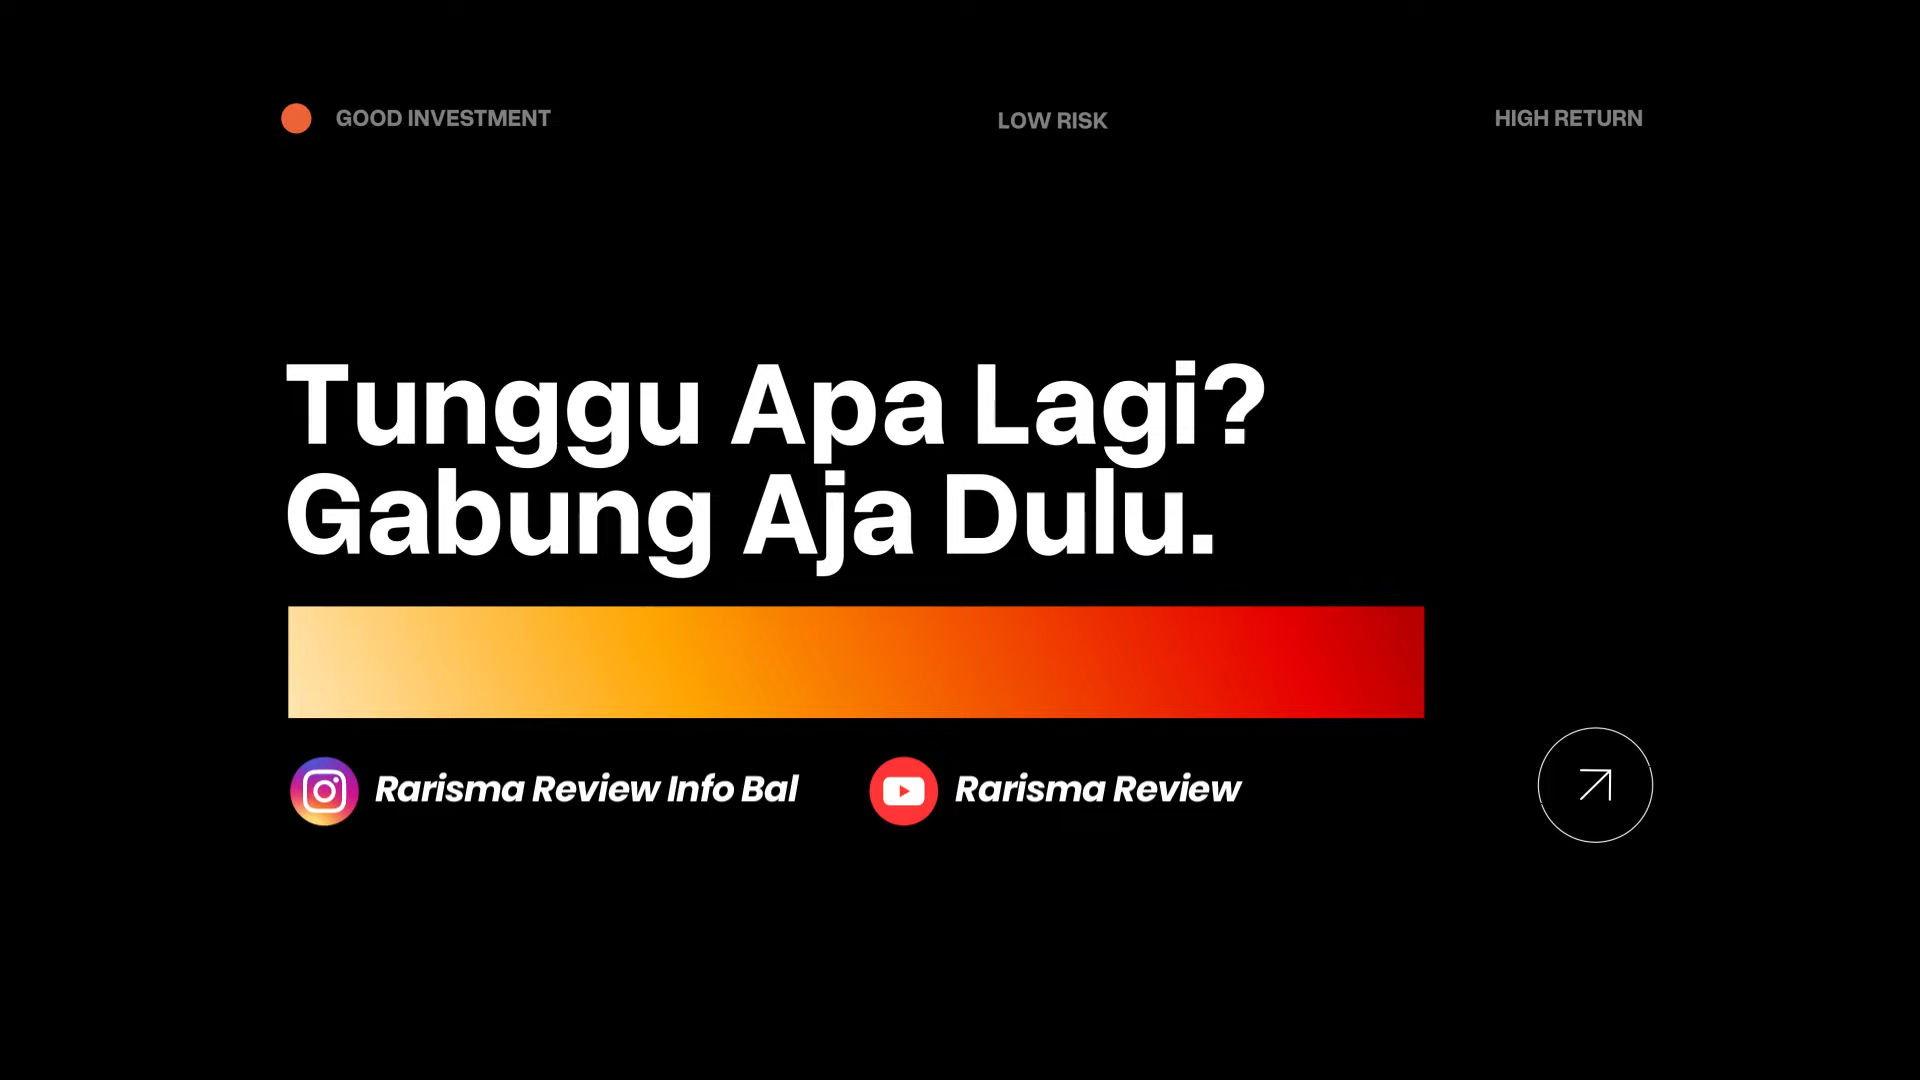 GOOD INVESTMENT
LOW RISK
HIGH RETURN
Tunggu Apa Lagi?
Gabung Aja Dulu.
Rarisma Review Info Bal
Rarisma Review